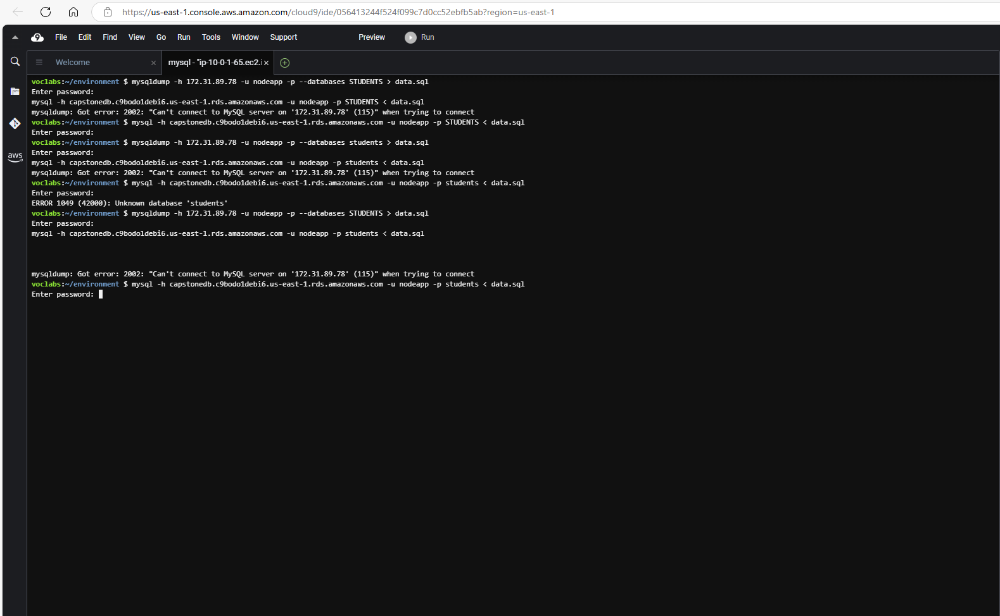 https://us-east-1.console.aws.amazon.com/cloud9/ide/056413244f524f099c7d0cc52ebfb5ab?region=us-east-1
9 File Edit Find View Go Run Tools Window Support Preview Run
Welcome × mysql - "ip-10-0-1-65.ec2.i ×
aws
voclabs:~/environment $ mysqldump -h 172.31.89.78 -u nodeapp -p --databases STUDENTS > data.sql
Enter password:
mysql -h capstonedb.c9bodo1debi6.us-east-1.rds.amazonaws.com -u nodeapp -p STUDENTS < data.sql
mysqldump: Got error: 2002: "Can't connect to MySQL server on '172.31.89.78' (115)" when trying to connect
voclabs:~/environment $ mysql -h capstonedb.c9bodo1debi6.us-east-1.rds.amazonaws.com -u nodeapp -p STUDENTS < data.sql
Enter password:
voclabs:~/environment $ mysqldump -h 172.31.89.78 -u nodeapp -p --databases students > data.sql
Enter password:
mysql -h capstonedb.c9bodo1debi6.us-east-1.rds.amazonaws.com -u nodeapp -p students < data.sql
mysqldump: Got error: 2002: "Can't connect to MySQL server on '172.31.89.78' (115)" when trying to connect
voclabs:~/environment $ mysql -h capstonedb.c9bodo1debi6.us-east-1.rds.amazonaws.com -u nodeapp -p students < data.sql
Enter password:
ERROR 1049 (42000): Unknown database 'students'
voclabs:~/environment $ mysqldump -h 172.31.89.78 -u nodeapp -p --databases STUDENTS > data.sql
Enter password:
mysql -h capstonedb.c9bodo1debi6.us-east-1.rds.amazonaws.com -u nodeapp -p students < data.sql
mysqldump: Got error: 2002: "Can't connect to MySQL server on '172.31.89.78' (115)" when trying to connect
voclabs:~/environment $ mysql -h capstonedb.c9bodo1debi6.us-east-1.rds.amazonaws.com -u nodeapp -p students < data.sql
Enter password: